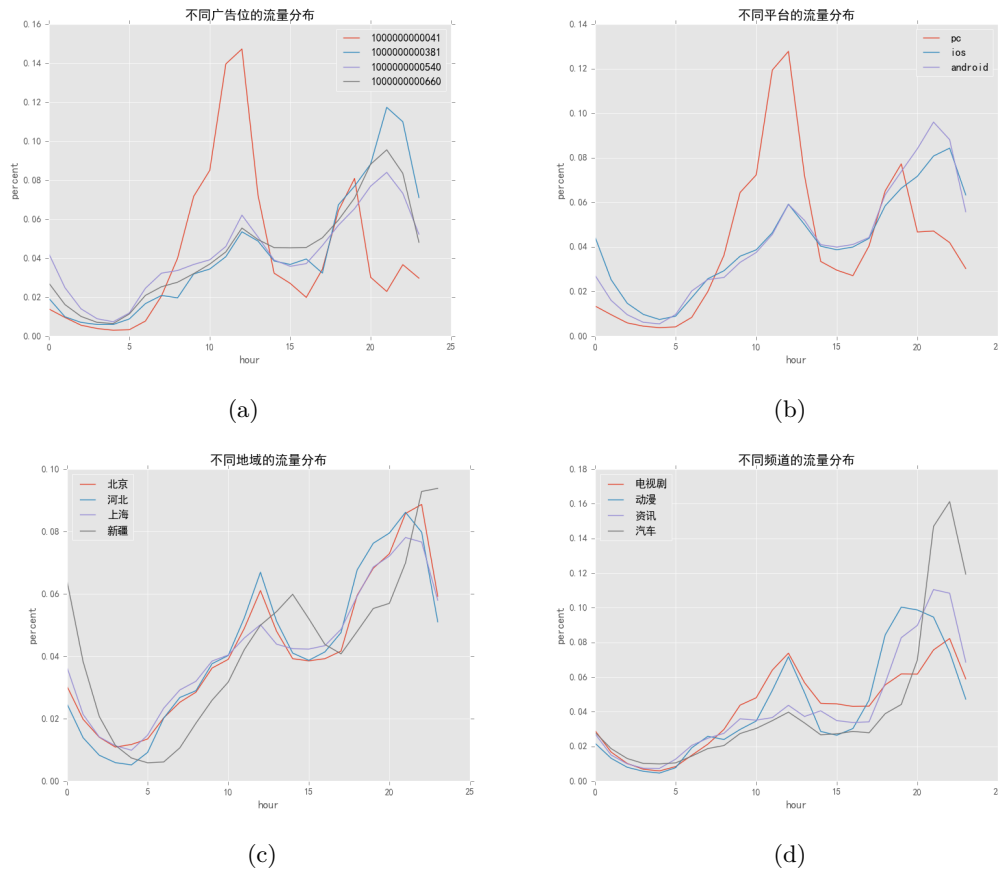 不同广告位的流量分布
0.16
0.14
0.12
0.10
0.08
0.06
0.04
0.02
0.00
percent
0 5 10 15 20 25
hour
100000000041
100000000381
100000000540
100000000660
(a)
不同平台的流量分布
0.14
0.12
0.10
0.08
0.06
0.04
0.02
0.00
percent
0 5 10 15 20 25
hour
pc
ios
android
(b)
不同地域的流量分布
0.10
0.08
0.06
0.04
0.02
0.00
percent
0 5 10 15 20 25
hour
北京
河北
上海
新疆
(c)
不同频道的流量分布
0.18
0.16
0.14
0.12
0.10
0.08
0.06
0.04
0.02
0.00
percent
0 5 10 15 20 25
hour
电视剧
动漫
资讯
汽车
(d)